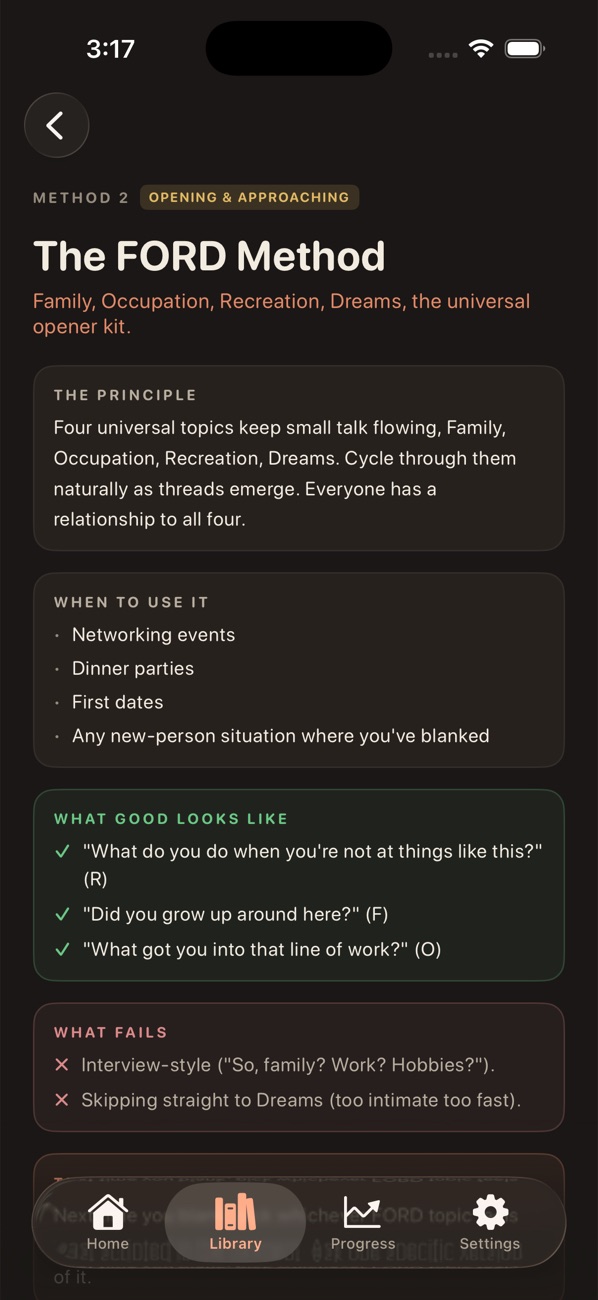 3:17
METHOD 2 OPENING & APPROACHING
The FORD Method
Family, Occupation, Recreation, Dreams, the universal
opener kit.
THE PRINCIPLE
Four universal topics keep small talk flowing, Family,
Occupation, Recreation, Dreams. Cycle through them
naturally as threads emerge. Everyone has a
relationship to all four.
WHEN TO USE IT
· Networking events
· Dinner parties
· First dates
· Any new-person situation where you've blanked
WHAT GOOD LOOKS LIKE
✓ "What do you do when you're not at things like this?"
(R)
✓ "Did you grow up around here?" (F)
✓ "What got you into that line of work?" (O)
WHAT FAILS
✕ Interview-style ("So, family? Work? Hobbies?").
✕ Skipping straight to Dreams (too intimate too fast).
of it.
Home
Library
Progress
Settings